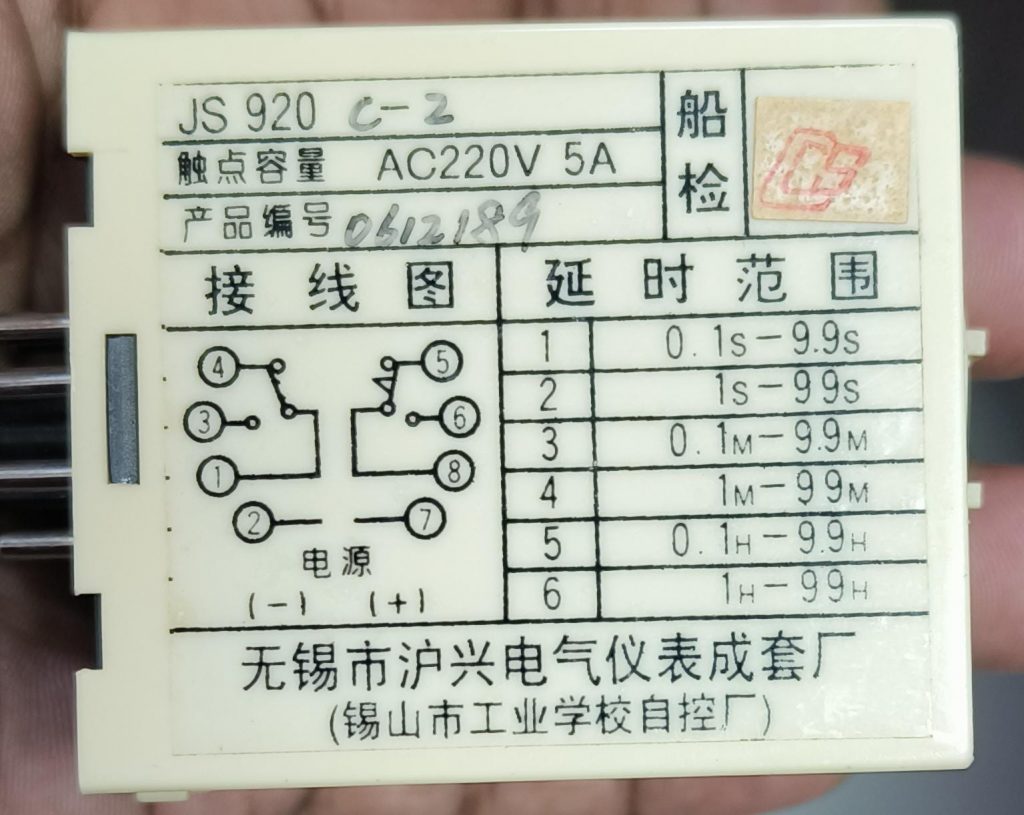 JS 920 C-2
触点容量 AC220V 5A
产品编号 0612189
船检
接线图
延时范围
4 5
3 6
1 8
2 7
电源
(-) (+)
1 0.1S-9.9S
2 1S-99S
3 0.1M-9.9M
4 1M-99M
5 0.1H-9.9H
6 1H-99H
无锡市沪兴电气仪表成套厂
(锡山市工业学校自控厂)